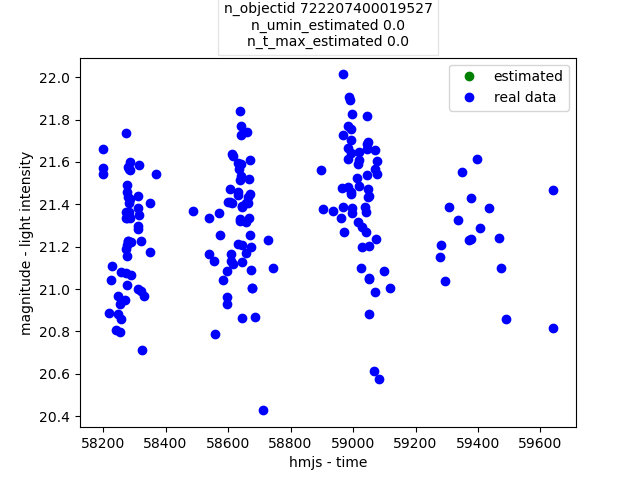 n_objectid 722207400019527
n_umin_estimated 0.0
n_t_max_estimated 0.0
estimated
real data
magnitude - light intensity
22.0
21.8
21.6
21.4
21.2
21.0
20.8
20.6
20.4
58200 58400 58600 58800 59000 59200 59400 59600
hmjs - time